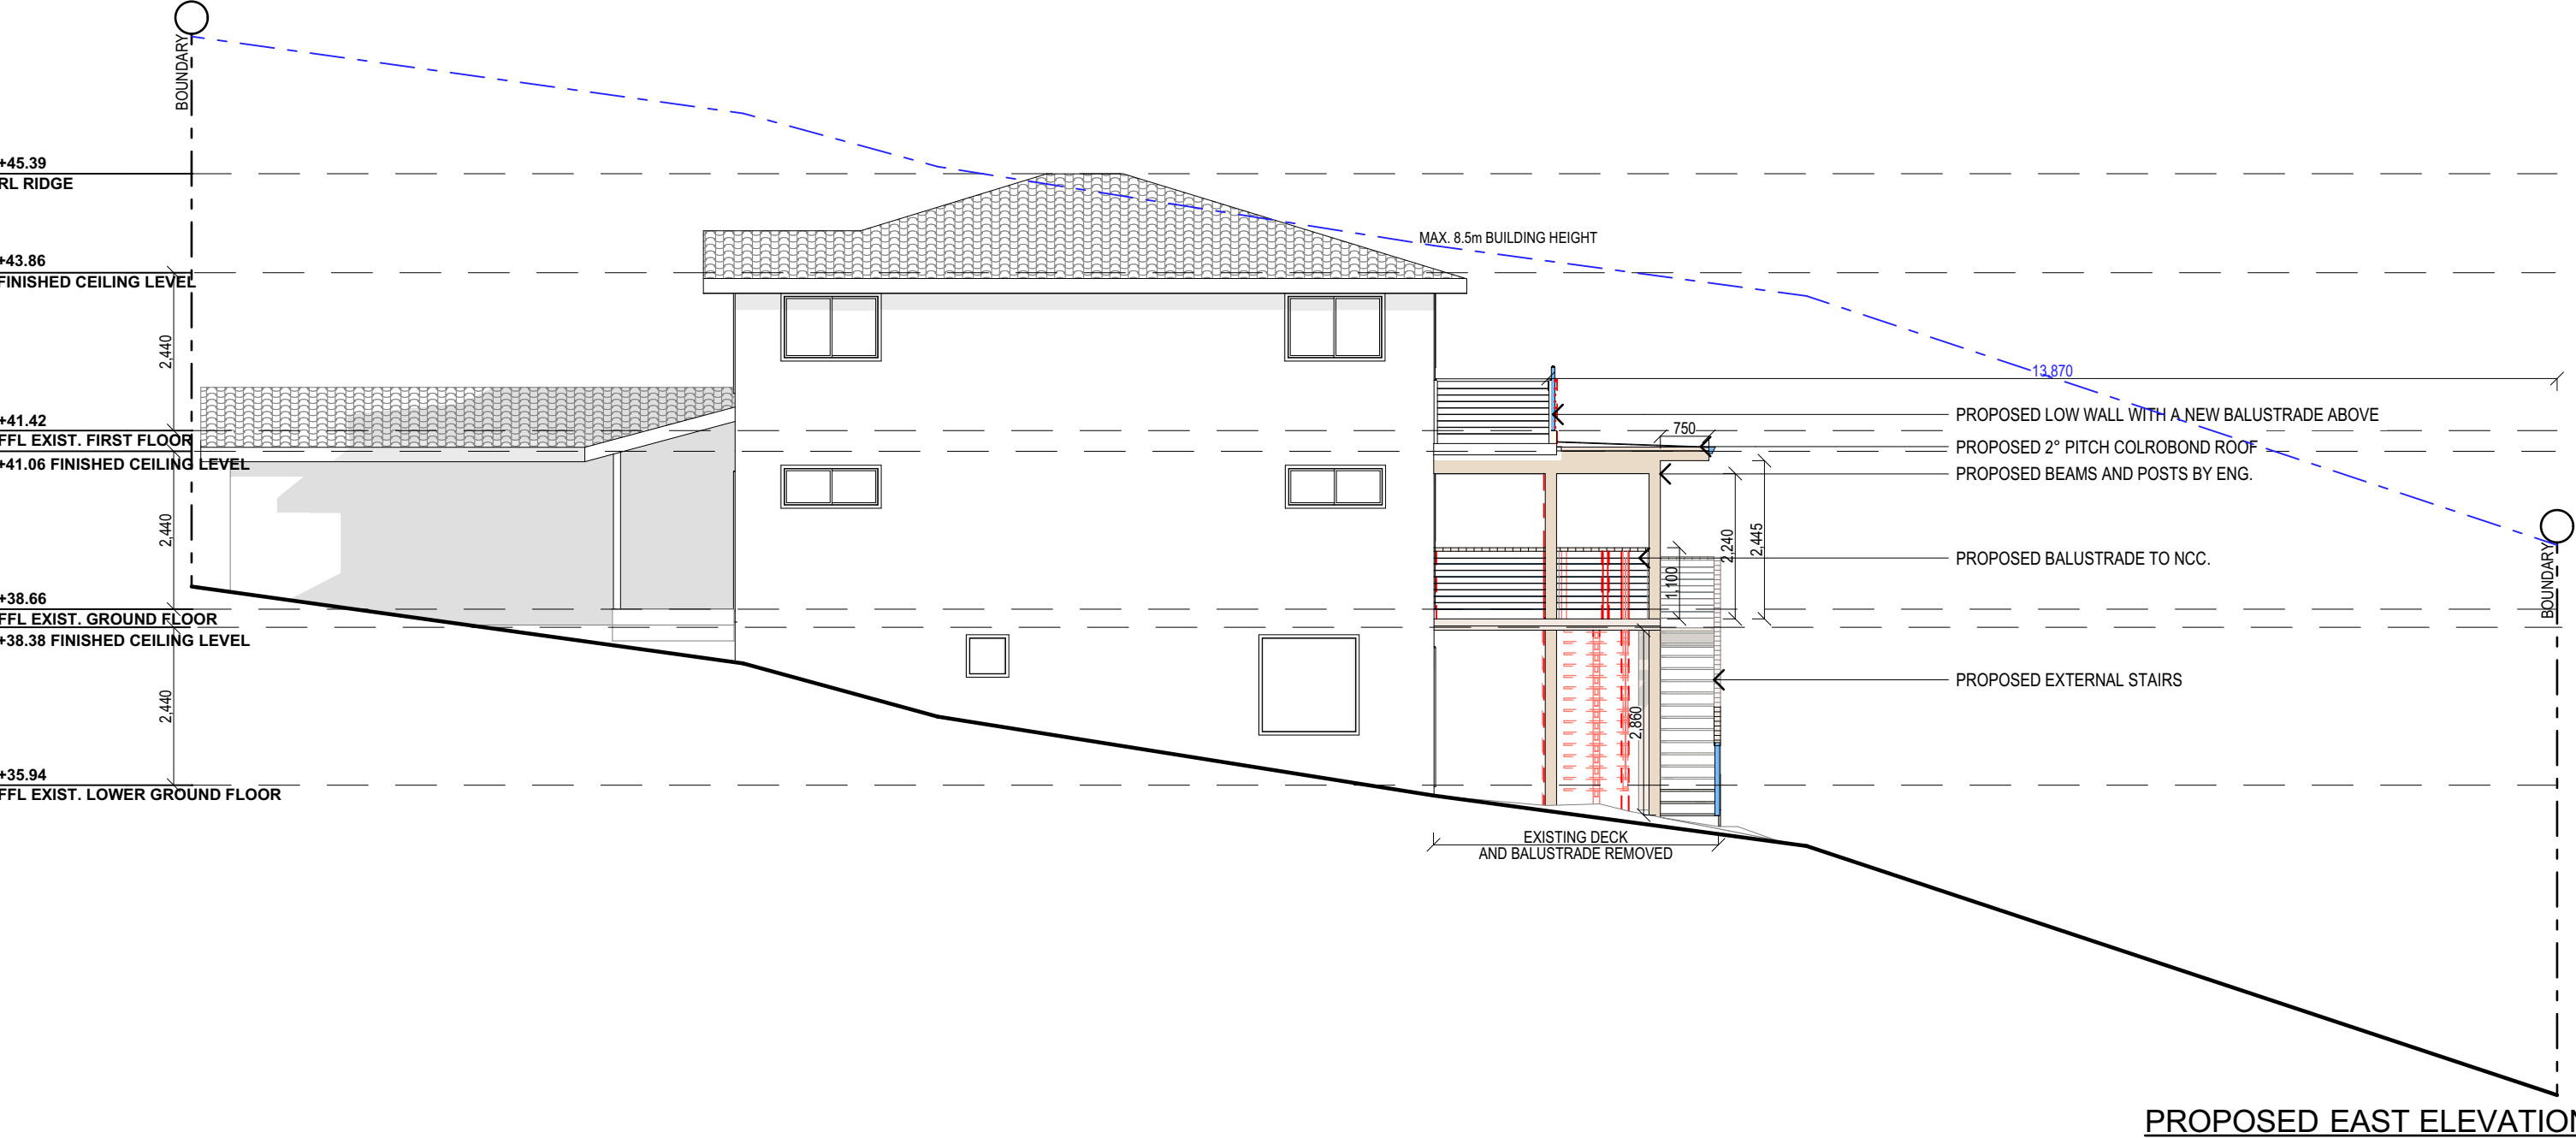 BOUNDARY
+45.39
RL RIDGE
MAX. 8.5m BUILDING HEIGHT
+43.86
FINISHED CEILING LEVEL
2,440
13,870
+41.42
FFL EXIST. FIRST FLOOR
+41.06 FINISHED CEILING LEVEL
750
PROPOSED LOW WALL WITH A NEW BALUSTRADE ABOVE
PROPOSED 2° PITCH COLROBOND ROOF
PROPOSED BEAMS AND POSTS BY ENG.
2,440
2,240
2,445
1,100
PROPOSED BALUSTRADE TO NCC.
BOUNDARY
+38.66
FFL EXIST. GROUND FLOOR
+38.38 FINISHED CEILING LEVEL
PROPOSED EXTERNAL STAIRS
2,440
2,860
+35.94
FFL EXIST. LOWER GROUND FLOOR
EXISTING DECK
AND BALUSTRADE REMOVED
PROPOSED EAST ELEVATION